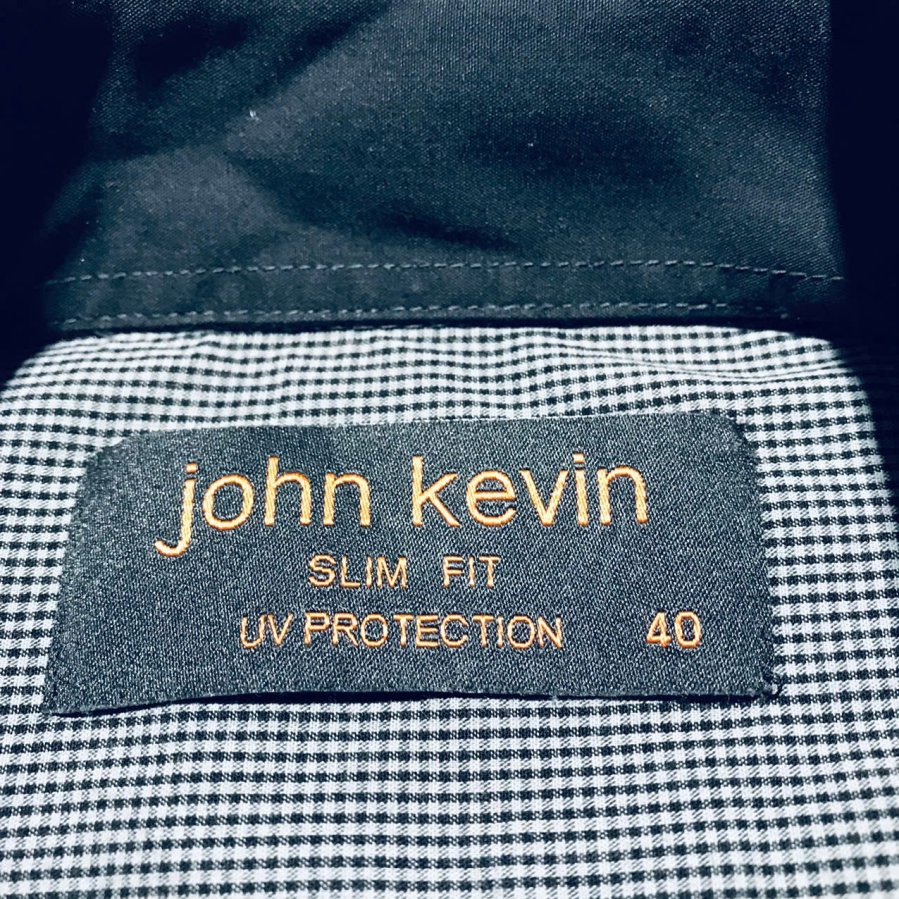 john kevin
SLIM FIT
UV PROTECTION 40